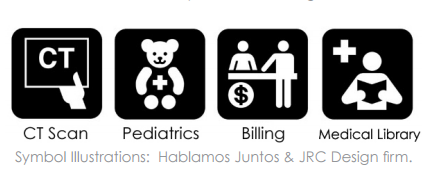 CT
$
CT Scan Pediatrics Billing Medical Library
Symbol Illustrations: Hablamos Juntos & JRC Design firm.